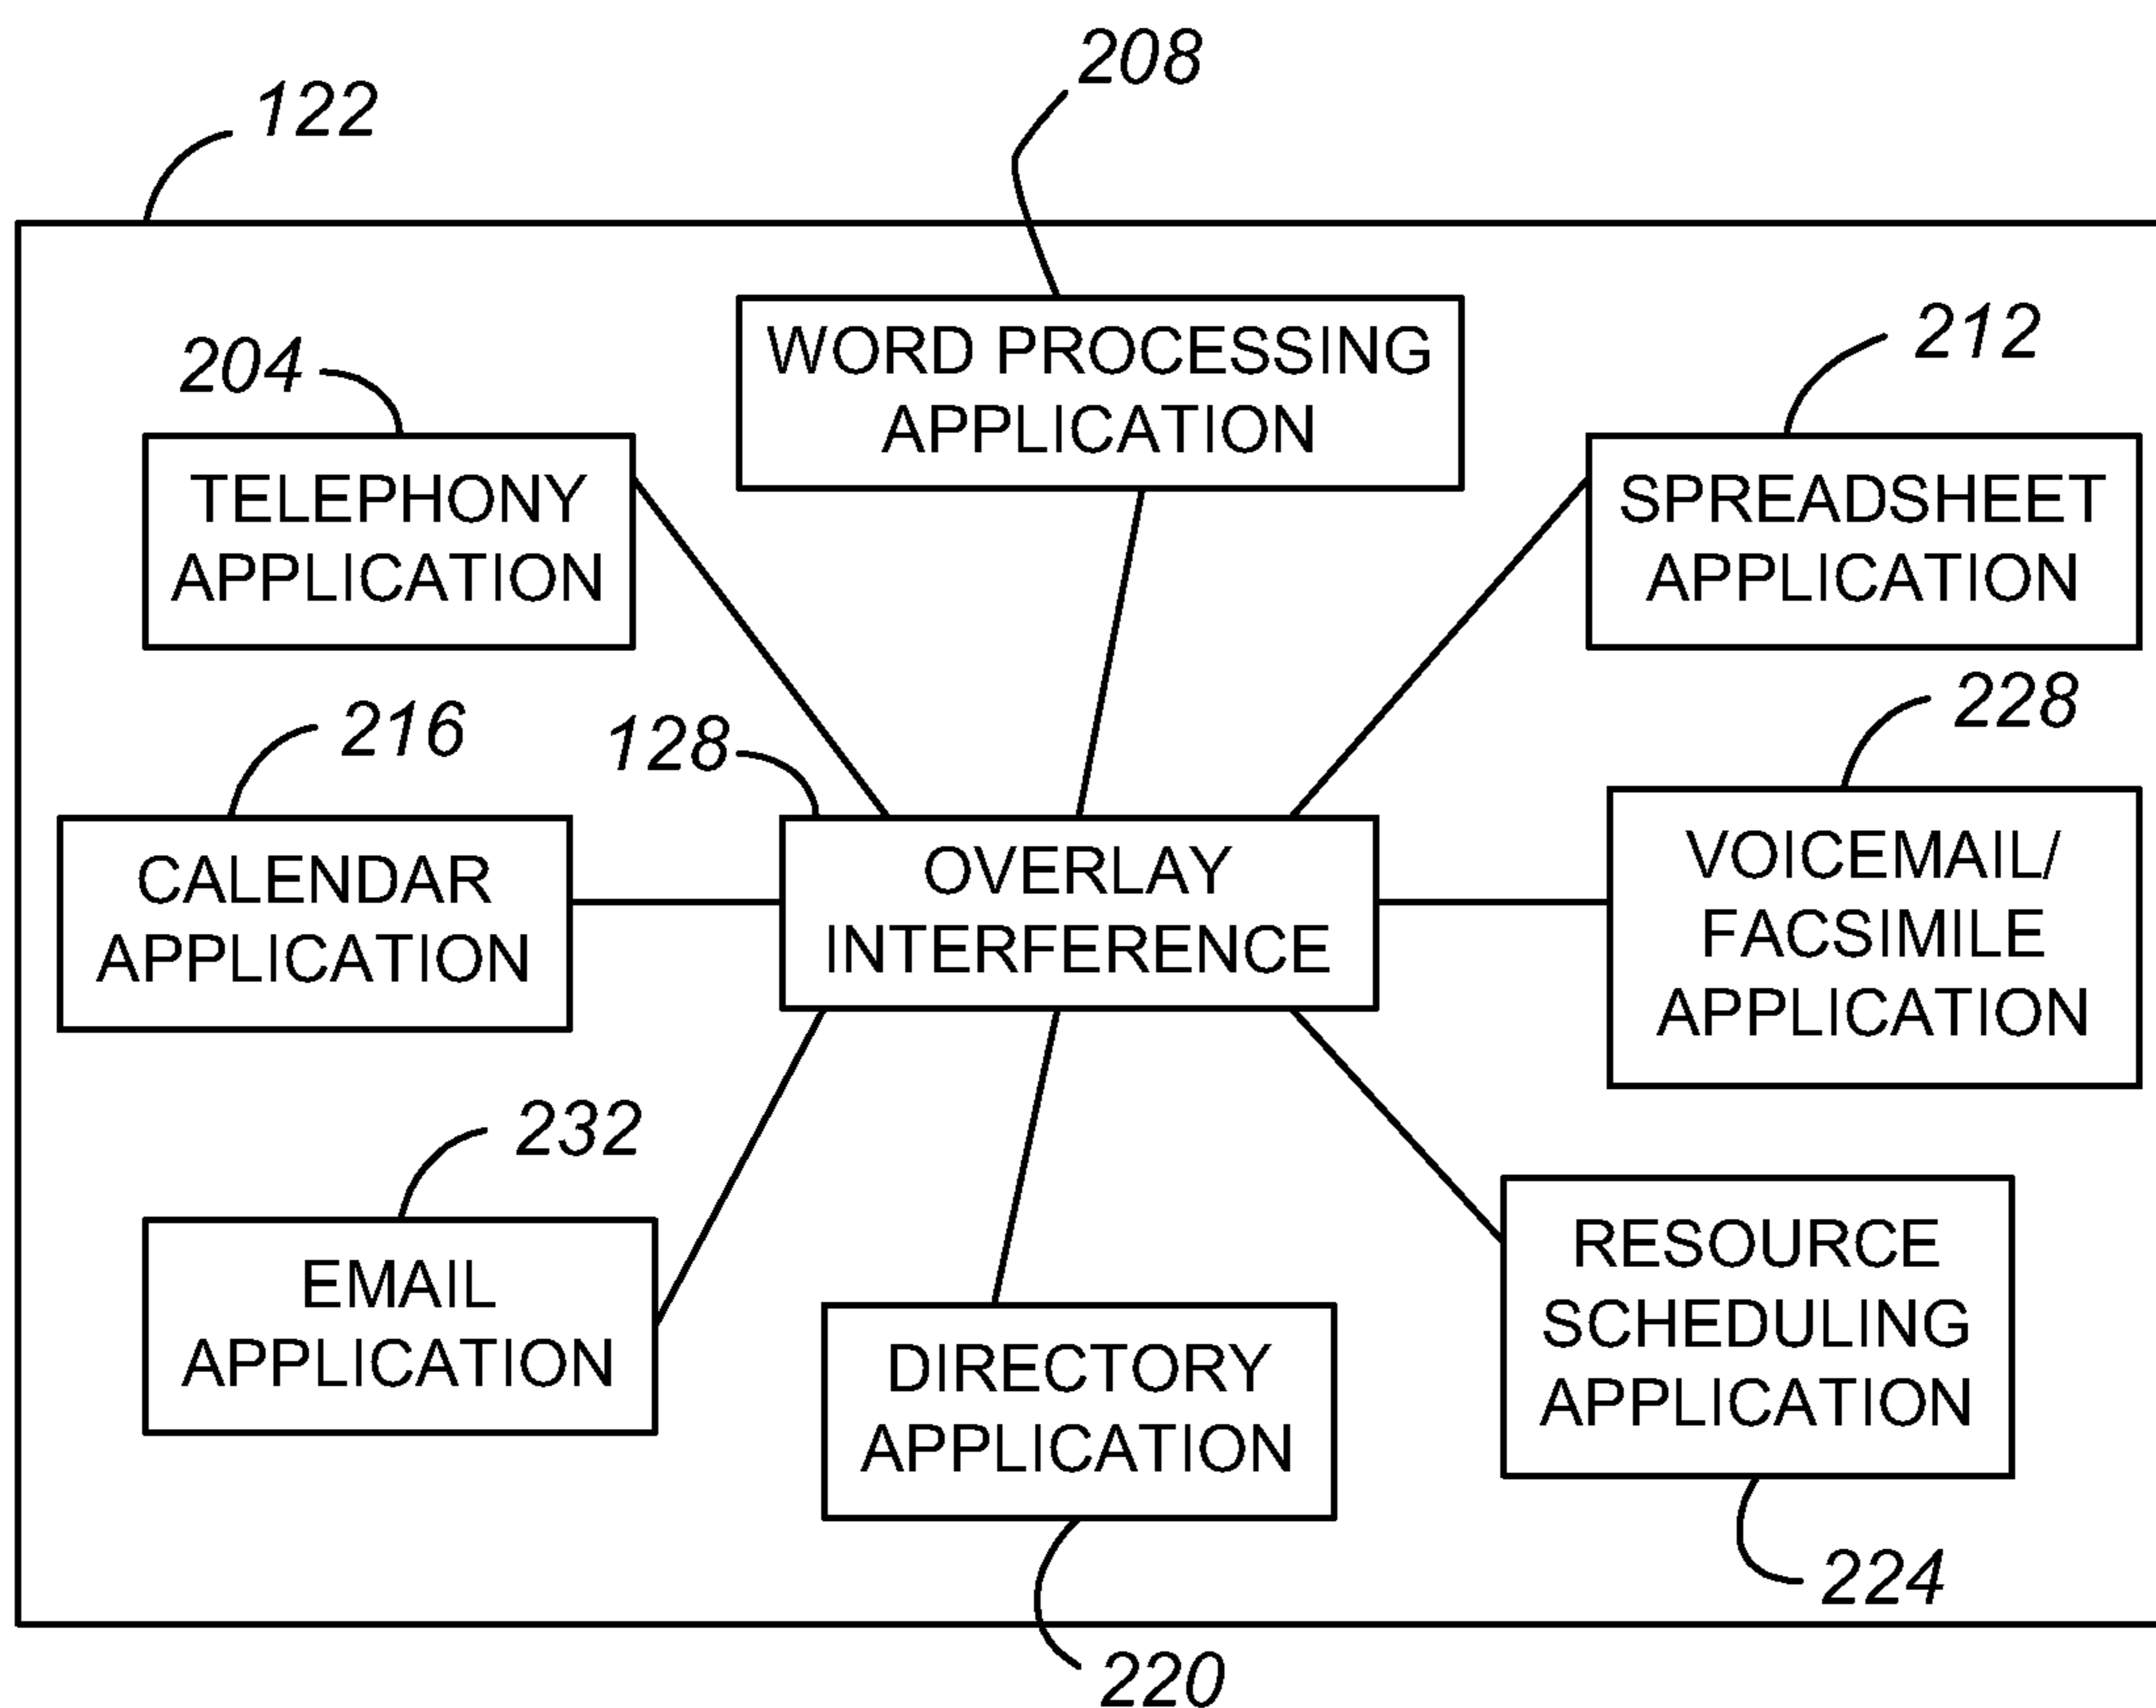 208
122
WORD PROCESSING
APPLICATION
204
TELEPHONY
APPLICATION
212
SPREADSHEET
APPLICATION
216
CALENDAR
APPLICATION
128
OVERLAY
INTERFERENCE
228
VOICEMAIL/
FACSIMILE
APPLICATION
232
EMAIL
APPLICATION
DIRECTORY
APPLICATION
220
RESOURCE
SCHEDULING
APPLICATION
224